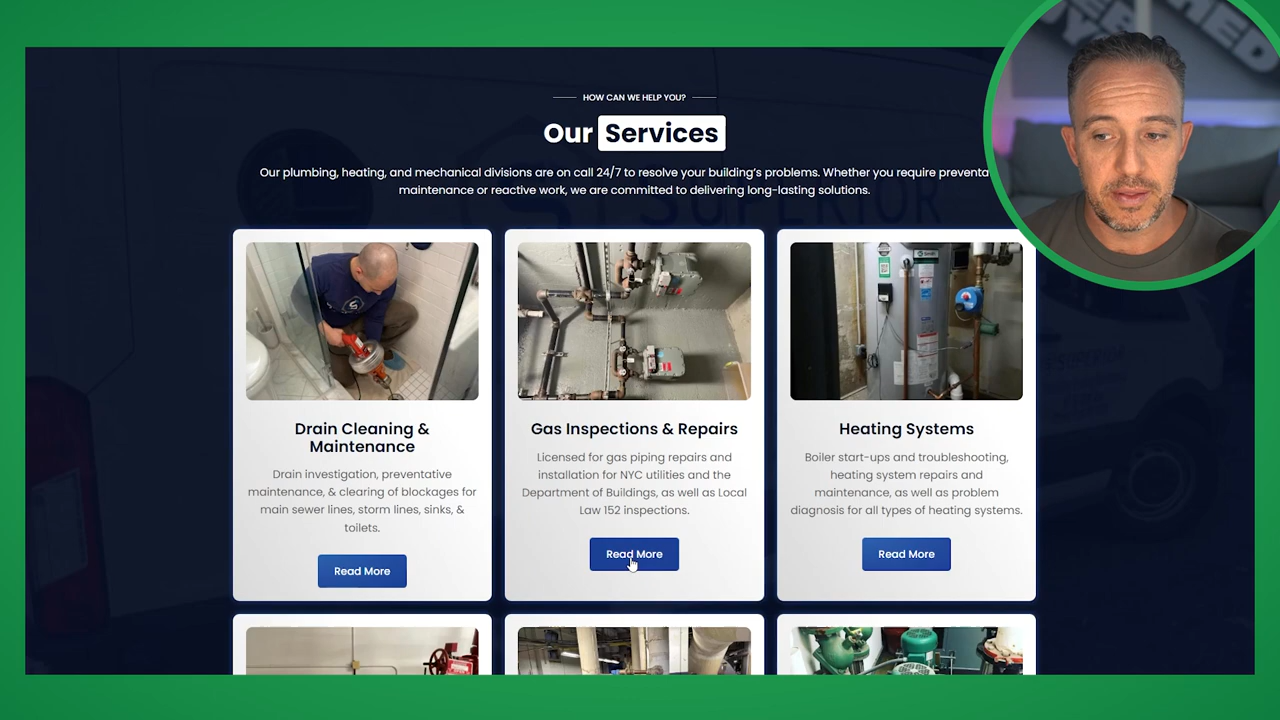 HOW CAN WE HELP YOU?
Our Services
Our plumbing, heating, and mechanical divisions are on call 24/7 to resolve your building's problems. Whether you require
maintenance or reactive work, we are committed to delivering long-lasting solutions.
SUPERIOR
Drain Cleaning &
Maintenance
Drain investigation, preventative
maintenance, & clearing of blockages for
main sewer lines, storm lines, sinks, &
toilets.
Read More
Gas Inspections & Repairs
Licensed for gas piping repairs and
installation for NYC utilities and the
Department of Buildings, as well as Local
Law 152 inspections.
Read More
Heating Systems
Boiler start-ups and troubleshooting,
heating system repairs and
maintenance, as well as problem
diagnosis for all types of heating systems.
Read More